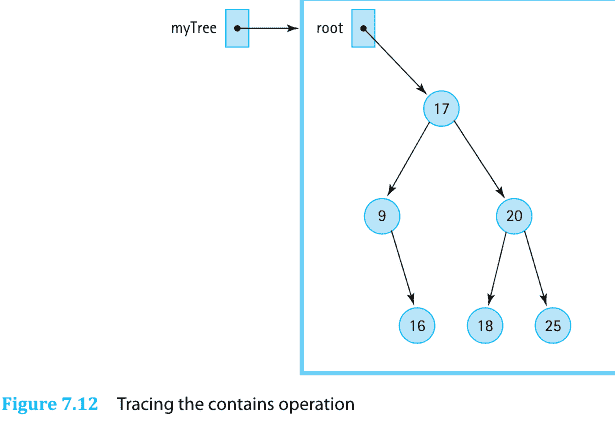 myTree
root
17
9
20
16
18
25
Figure 7.12 Tracing the contains operation